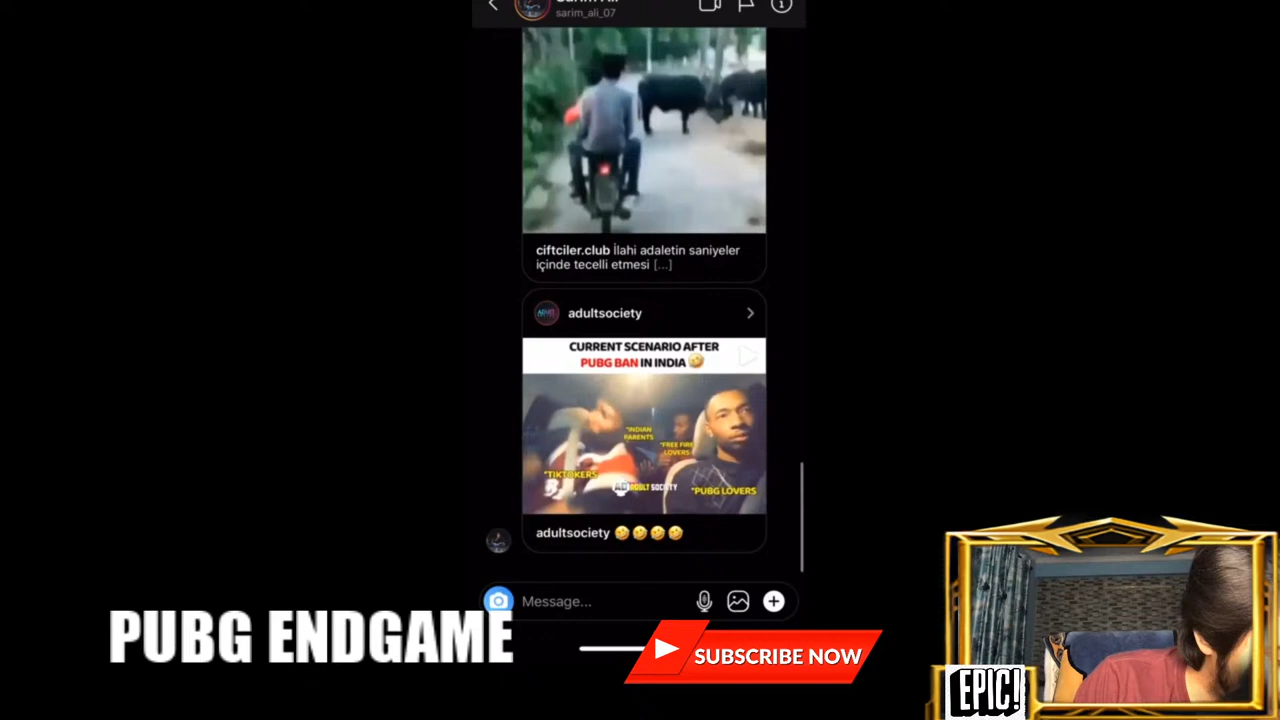 sarim_ali_07
ciftciler.club İlahi adaletin saniyeler
içinde tecelli etmesi [...]
adultsociety
CURRENT SCENARIO AFTER
PUBG BAN IN INDIA 🤣
"INDIAN
PARENTS
"FREE FIRE
LOVERS
"TIKTOKERS
ADULT SOCIETY
"PUBG LOVERS
adultsociety 🤣🤣🤣🤣
Message...
PUBG ENDGAME
SUBSCRIBE NOW
EPIC!